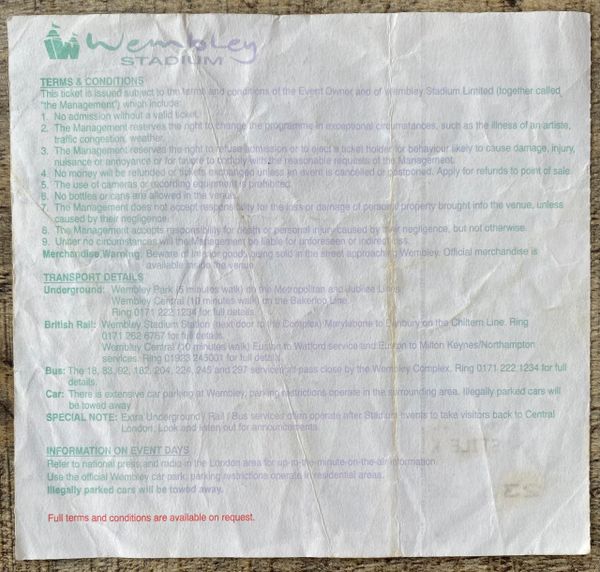 Wembley
STADIUM
TERMS & CONDITIONS
This ticket is issued subject to the terms and conditions of the Event Owner and of Wembley Stadium Limited (together called
"the Management") which include:
1. No admission without a valid ticket.
2. The Management reserves the right to change the programme in exceptional circumstances, such as the illness of an artiste,
traffic congestion, weather.
3. The Management reserves the right to refuse admission or to eject a ticket holder for behaviour likely to cause damage, injury,
nuisance or annoyance or for failure to comply with the reasonable requests of the Management.
4. No money will be refunded or tickets exchanged unless an event is cancelled or postponed. Apply for refunds to point of sale.
5. The use of cameras or recording equipment is prohibited.
6. No bottles or cans are allowed in the venue.
7. The Management does not accept responsibility for the loss or damage of personal property brought into the venue, unless
caused by their negligence.
8. The Management accepts responsibility for death or personal injury caused by their negligence, but not otherwise.
9. Under no circumstances will the Management be liable for unforeseen or indirect loss.
Merchandise Warning: Beware of inferior goods being sold in the street approaching Wembley. Official merchandise is
available inside the venue.
TRANSPORT DETAILS
Underground: Wembley Park (5 minutes walk) on the Metropolitan and Jubilee Lines.
Wembley Central (10 minutes walk) on the Bakerloo Line.
Ring 0171 222 1234 for full details.
British Rail: Wembley Stadium Station (next door to the Complex) Marylebone to Banbury on the Chiltern Line. Ring
0171 262 6767 for full details.
Wembley Central (10 minutes walk) Euston to Watford service and Euston to Milton Keynes/Northampton
services. Ring 01923 245001 for full details.
Bus: The 18, 83, 92, 182, 204, 224, 245 and 297 services all pass close by the Wembley Complex. Ring 0171 222 1234 for full
details.
Car: There is extensive car parking at Wembley, parking restrictions operate in the surrounding area. Illegally parked cars will
be towed away.
SPECIAL NOTE: Extra Underground / Rail / Bus services often operate after Stadium events to take visitors back to Central
London. Look and listen out for announcements.
INFORMATION ON EVENT DAYS
Refer to national press and radio in the London area for up-to-the-minute-on-the-air information.
Use the official Wembley car park: parking restrictions operate in residential areas.
Illegally parked cars will be towed away.
Full terms and conditions are available on request.